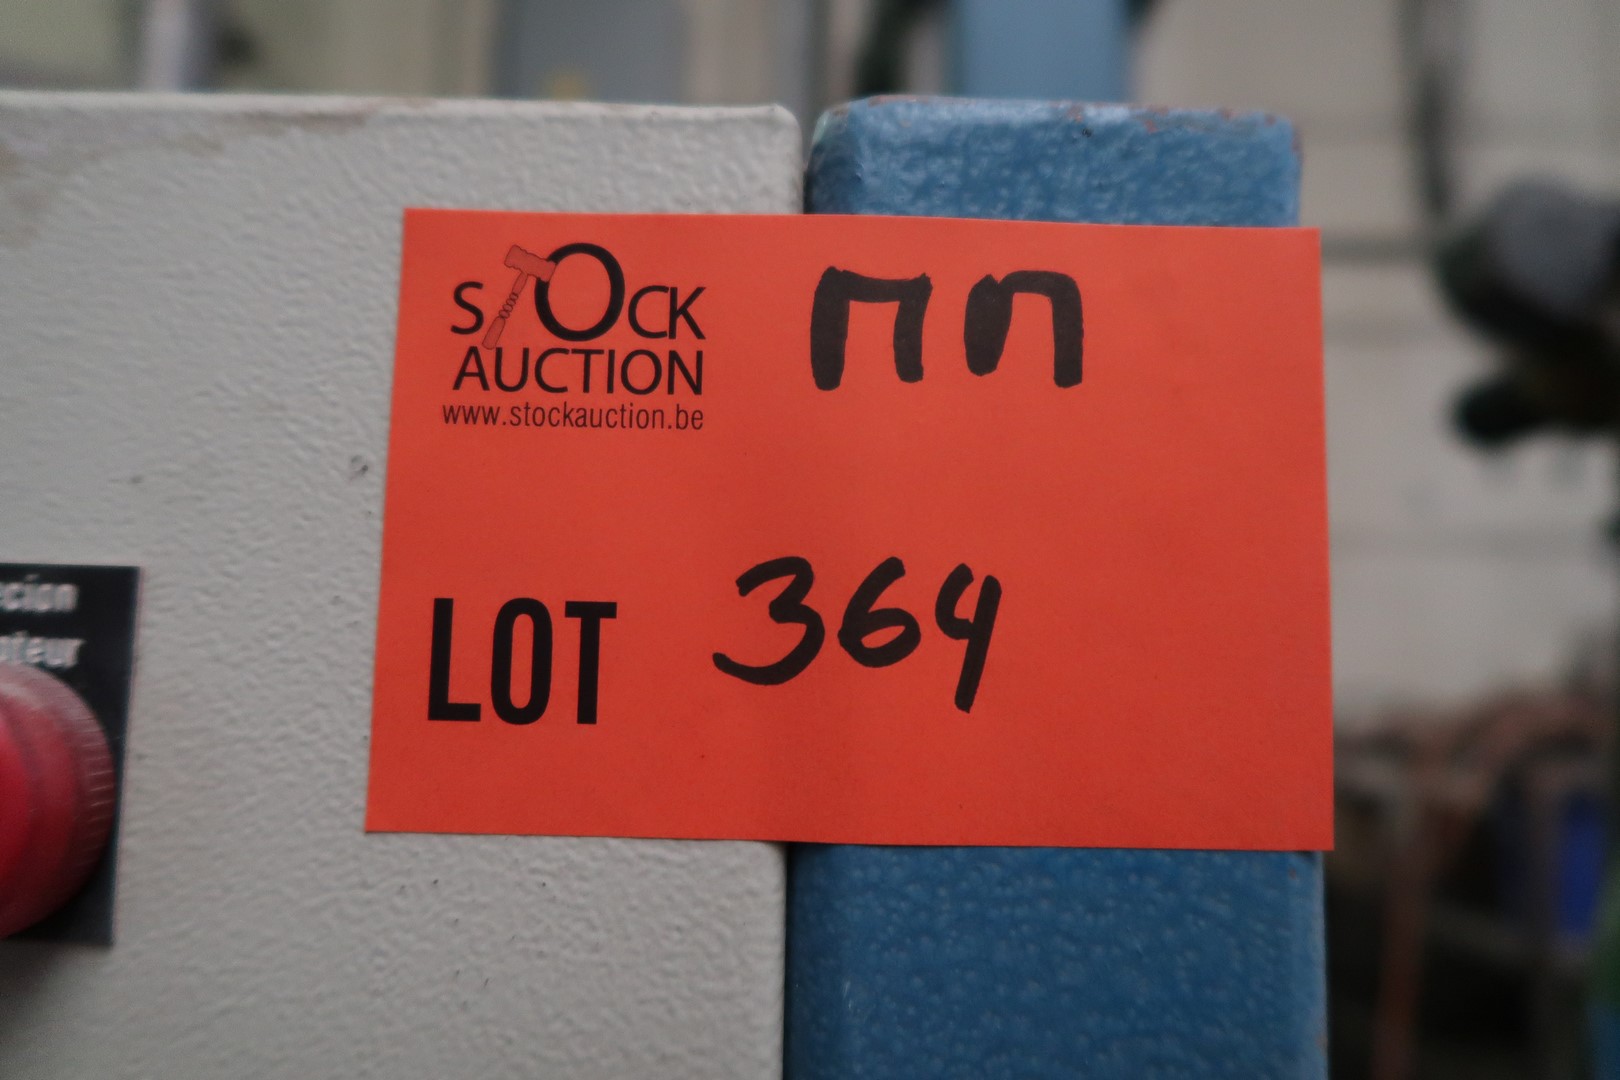 STOCK
AUCTION
www.stockauction.be
ΠΠ
LOT 364